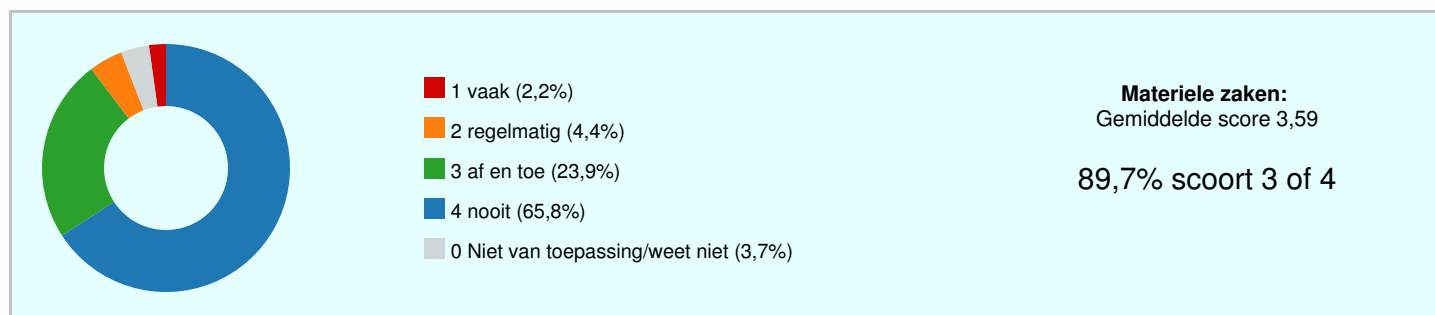 1 vaak (2,2%)
2 regelmatig (4,4%)
3 af en toe (23,9%)
4 nooit (65,8%)
0 Niet van toepassing/weet niet (3,7%)
Materiele zaken:
Gemiddelde score 3,59
89,7% scoort 3 of 4